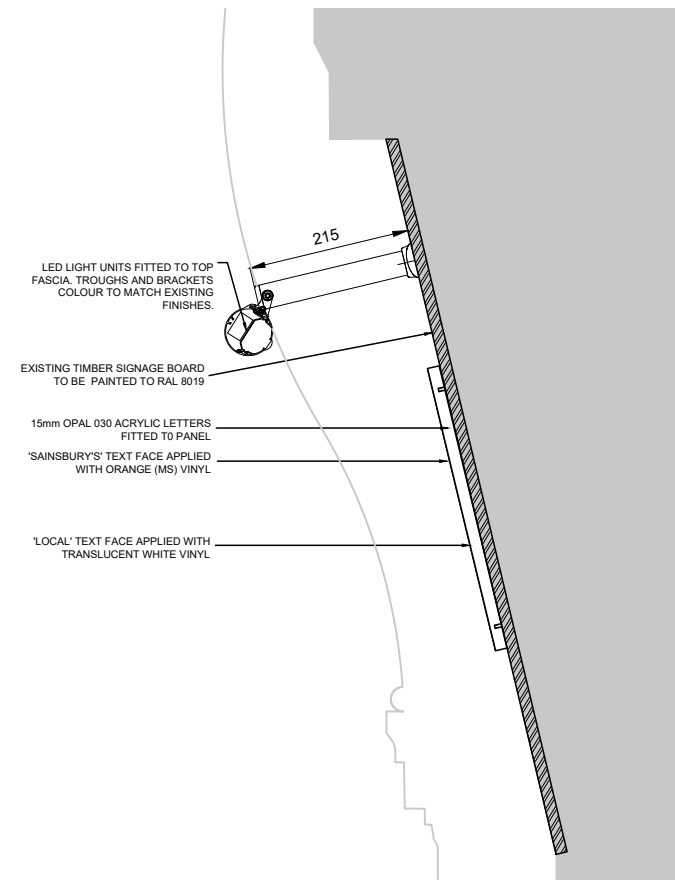 215
LED LIGHT UNITS FITTED TO TOP
FASCIA. TROUGHS AND BRACKETS
COLOUR TO MATCH EXISTING
FINISHES.
EXISTING TIMBER SIGNAGE BOARD
TO BE PAINTED TO RAL 8019
15mm OPAL 030 ACRYLIC LETTERS
FITTED T0 PANEL
'SAINSBURY'S' TEXT FACE APPLIED
WITH ORANGE (MS) VINYL
'LOCAL' TEXT FACE APPLIED WITH
TRANSLUCENT WHITE VINYL